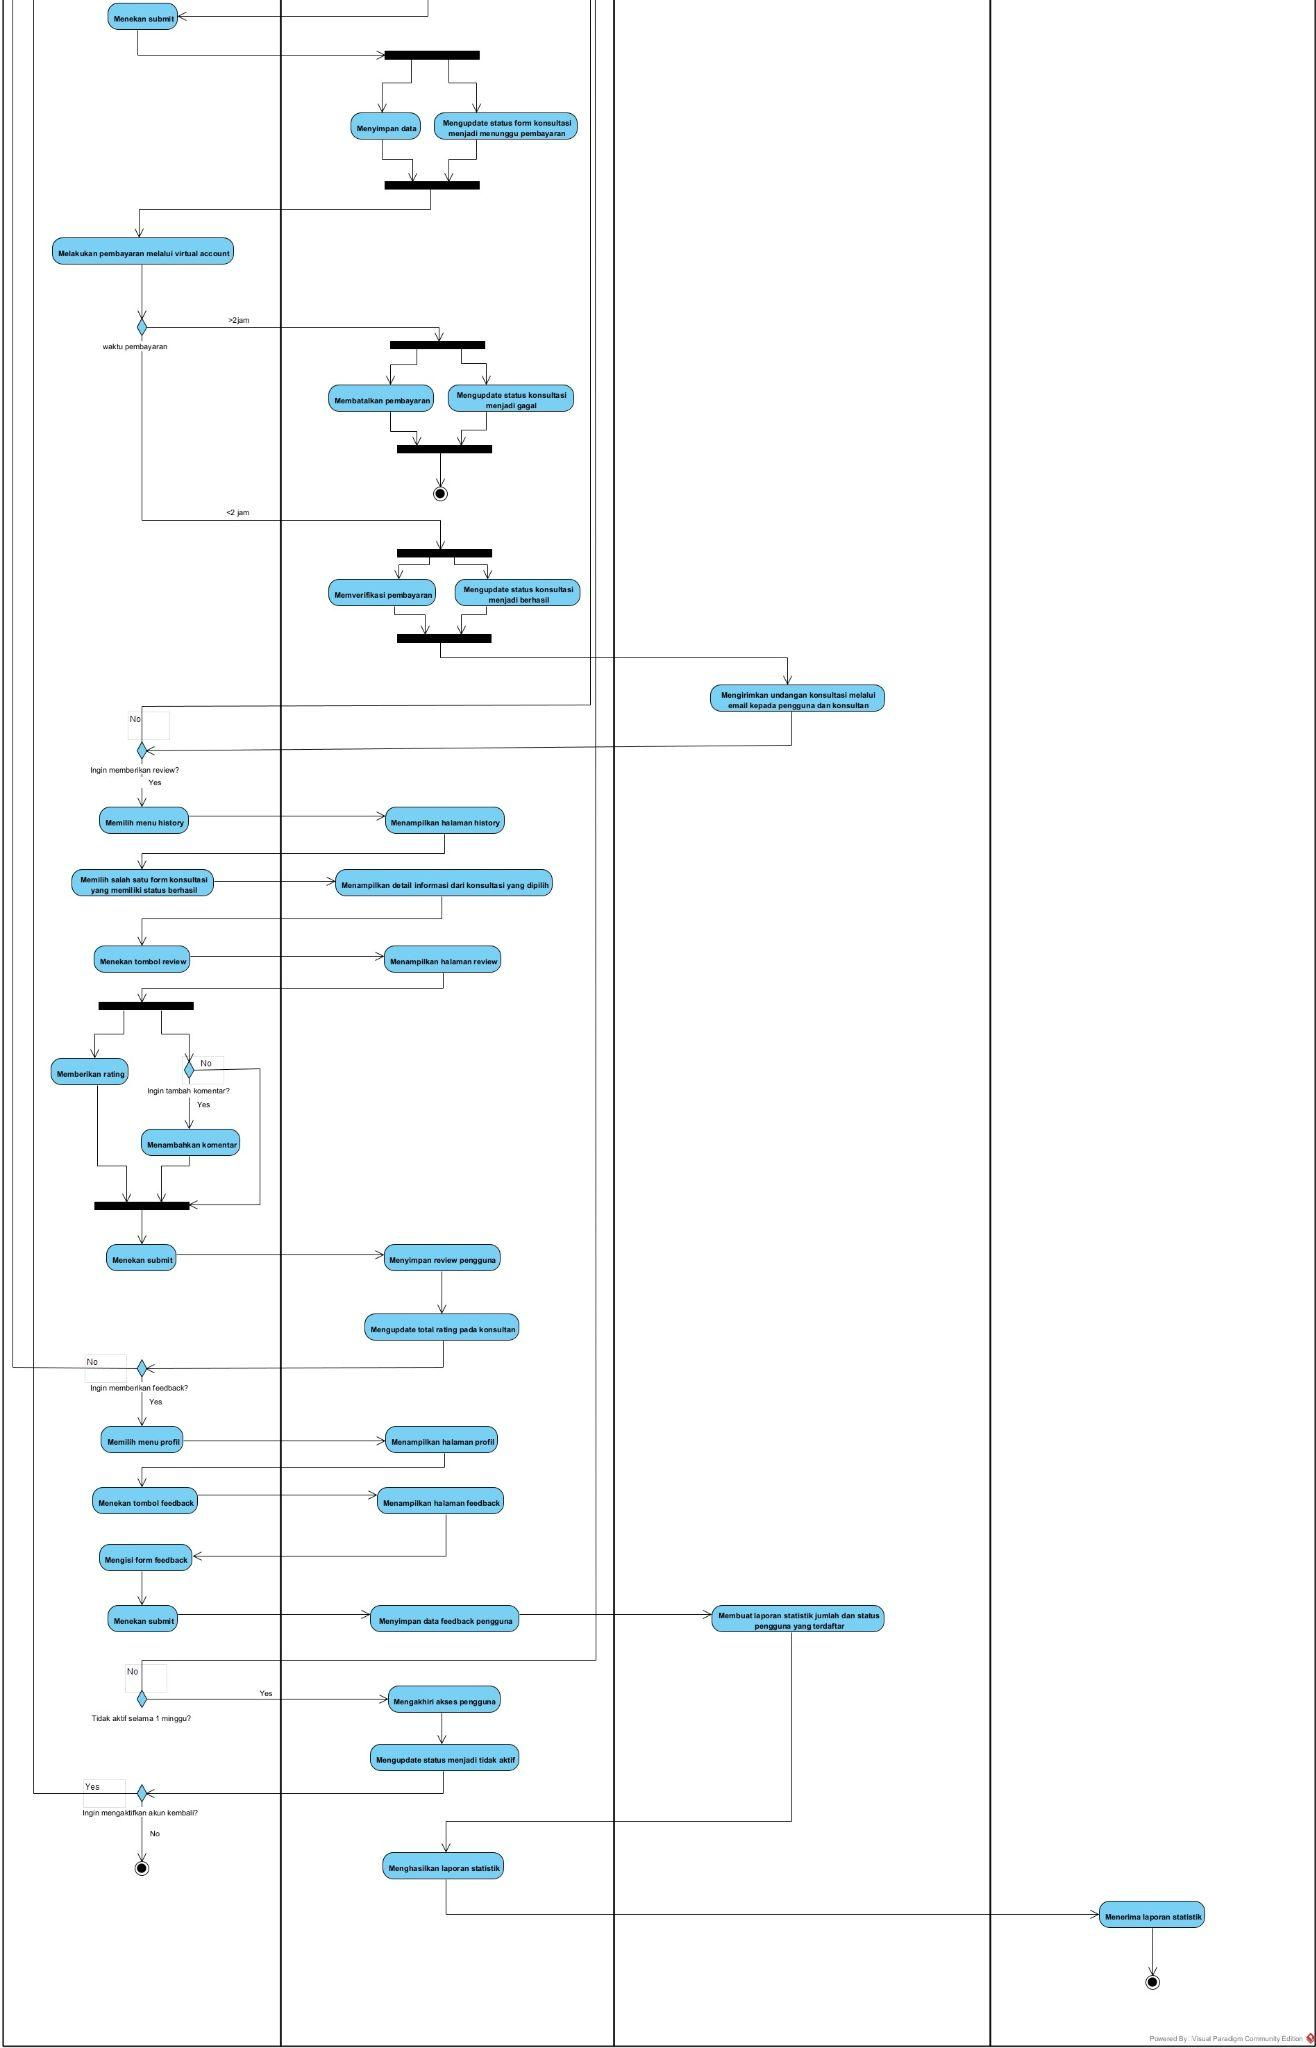 Menekan submit
Menyimpan data
Mengupdate status form konsultasi
menjadi menunggu pembayaran
Melakukan pembayaran melalui virtual account
>2jam
waktu pembayaran
Membatalkan pembayaran
Mengupdate status konsultasi
menjadi gagal
<2 jam
Memverifikasi pembayaran
Mengupdate status konsultasi
menjadi berhasil
Mengirimkan undangan konsultasi melalui
email kepada pengguna dan konsultan
No
Ingin memberikan review?
Yes
Memilih menu history
Menampilkan halaman history
Memilih salah satu form konsultasi
yang memiliki status berhasil
Menampilkan detail informasi dari konsultasi yang dipilih
Menekan tombol review
Menampilkan halaman review
Memberikan rating
No
Ingin tambah komentar?
Yes
Menambahkan komentar
Menekan submit
Menyimpan review pengguna
Mengupdate total rating pada konsultan
No
Ingin memberikan feedback?
Yes
Memilih menu profil
Menampilkan halaman profil
Menekan tombol feedback
Menampilkan halaman feedback
Mengisi form feedback
Menekan submit
Menyimpan data feedback pengguna
Membuat laporan statistik jumlah dan status
pengguna yang terdaftar
No
Yes
Tidak aktif selama 1 minggu?
Mengakhiri akses pengguna
Mengupdate status menjadi tidak aktif
Yes
Ingin mengaktifkan akun kembali?
No
Menghasilkan laporan statistik
Menerima laporan statistik
Powered By: Visual Paradigm Community Edition